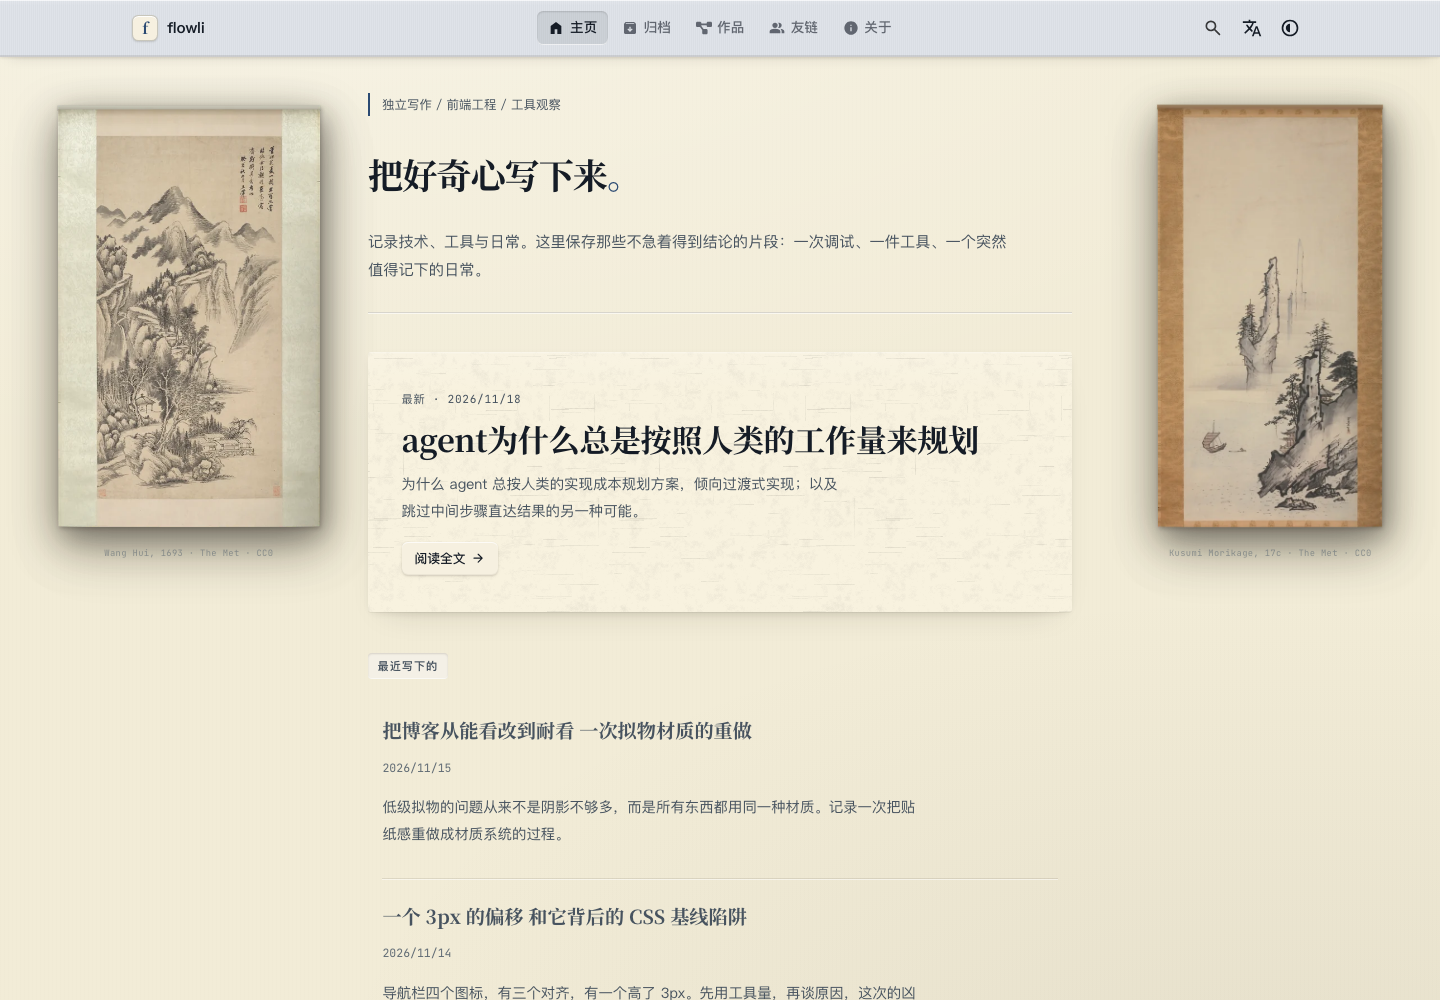 f flowli
主页 归档 作品 友链 关于
独立写作 / 前端工程 / 工具观察
把好奇心写下来。
记录技术、工具与日常。这里保存那些不急着得到结论的片段：一次调试、一件工具、一个突然
值得记下的日常。
最新 · 2026/11/18
agent为什么总是按照人类的工作量来规划
为什么 agent 总按人类的实现成本规划方案，倾向过渡式实现；以及
跳过中间步骤直达结果的另一种可能。
阅读全文 →
Wang Hui, 1693 · The Met · CC0
Kusumi Morikage, 17c · The Met · CC0
最近写下的
把博客从能看改到耐看 一次拟物材质的重做
2026/11/15
低级拟物的问题从来不是阴影不够多，而是所有东西都用同一种材质。记录一次把贴
纸感重做成材质系统的过程。
一个 3px 的偏移 和它背后的 CSS 基线陷阱
2026/11/14
导航栏四个图标，有三个对齐，有一个高了 3px。先用工具量，再谈原因，这次的凶